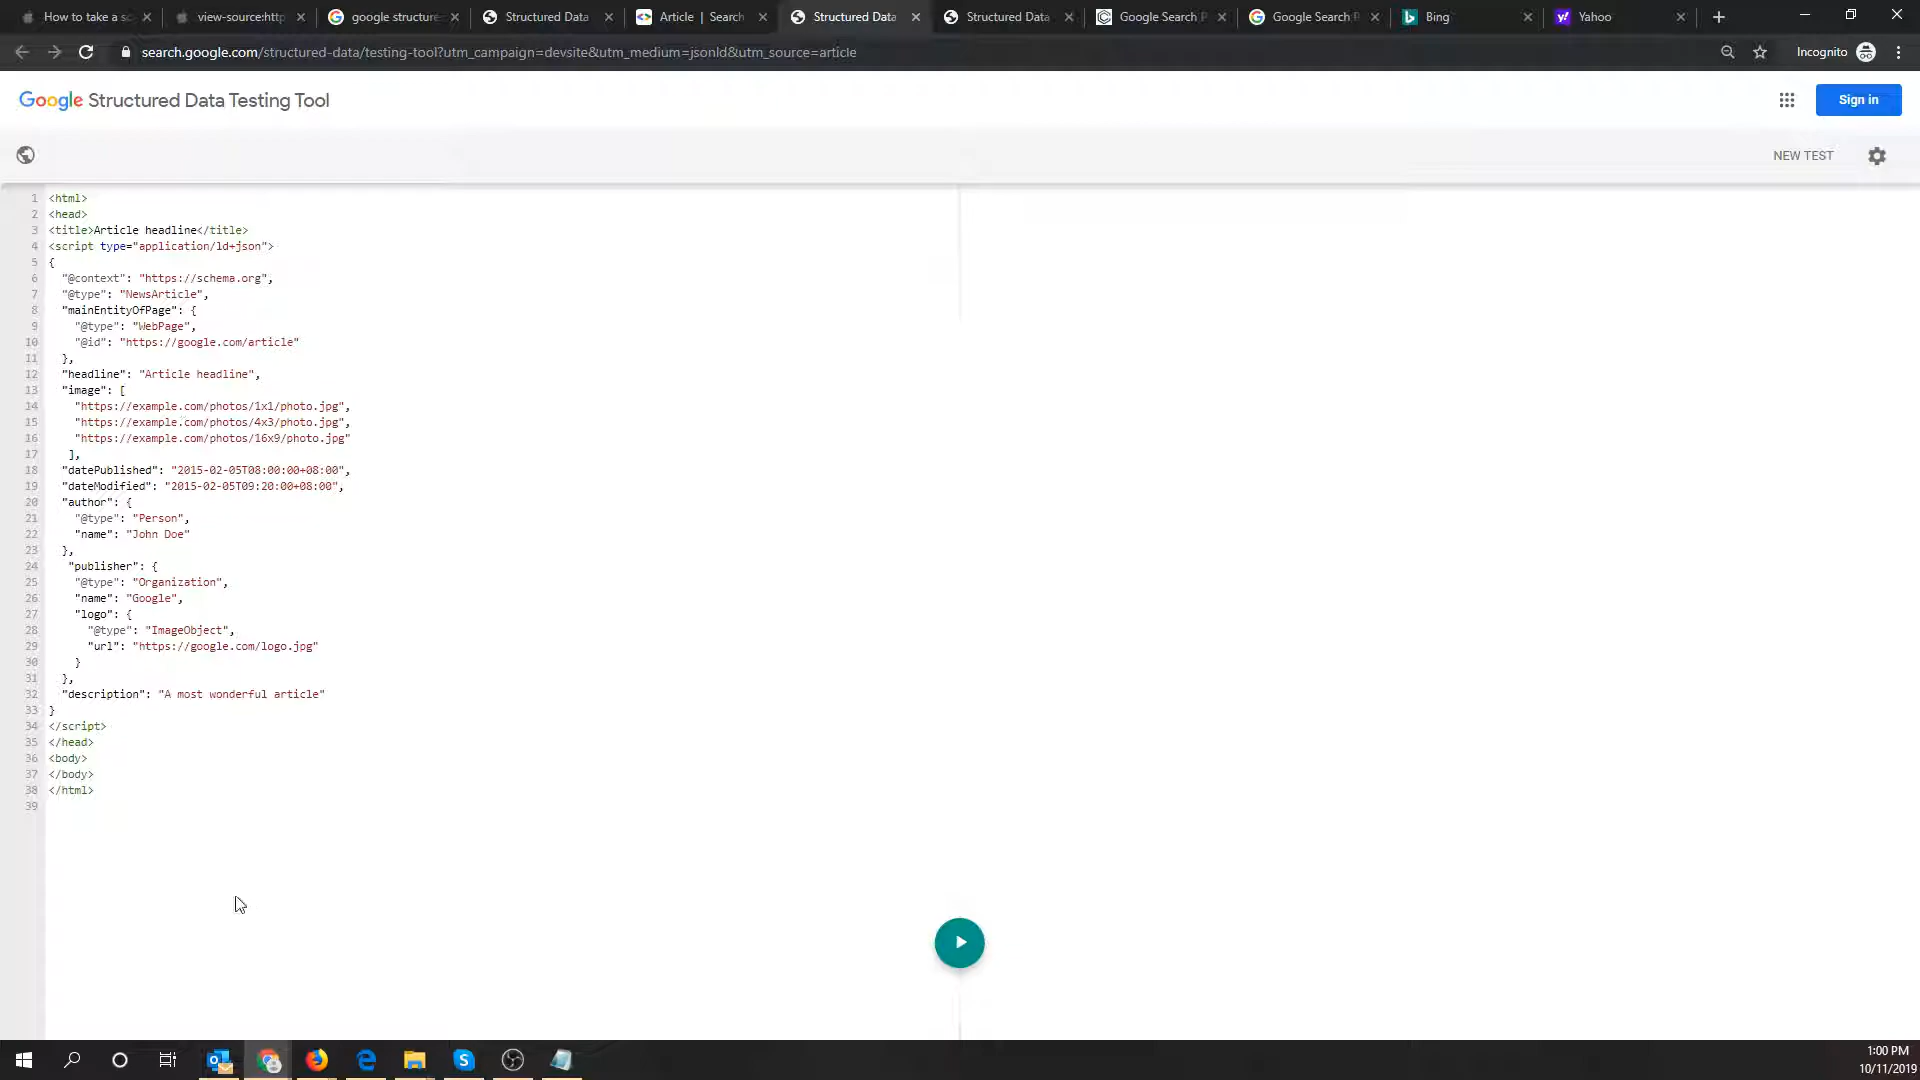 How to take a sc
view-source:http
google structure
Structured Data
Article | Search
Structured Data
Structured Data
Google Search P
Google Search P
Bing
Yahoo
search.google.com/structured-data/testing-tool?utm_campaign=devsite&utm_medium=jsonld&utm_source=article
Incognito
Google Structured Data Testing Tool
Sign in
NEW TEST
1 <html>
2 <head>
3 <title>Article headline</title>
4 <script type="application/ld+json">
5 {
6 "@context": "https://schema.org",
7 "@type": "NewsArticle",
8 "mainEntityOfPage": {
9 "@type": "WebPage",
10 "@id": "https://google.com/article"
11 },
12 "headline": "Article headline",
13 "image": [
14 "https://example.com/photos/1x1/photo.jpg",
15 "https://example.com/photos/4x3/photo.jpg",
16 "https://example.com/photos/16x9/photo.jpg"
17 ],
18 "datePublished": "2015-02-05T08:00:00+08:00",
19 "dateModified": "2015-02-05T09:20:00+08:00",
20 "author": {
21 "@type": "Person",
22 "name": "John Doe"
23 },
24 "publisher": {
25 "@type": "Organization",
26 "name": "Google",
27 "logo": {
28 "@type": "ImageObject",
29 "url": "https://google.com/logo.jpg"
30 }
31 },
32 "description": "A most wonderful article"
33 }
34 </script>
35 </head>
36 <body>
37 </body>
38 </html>
39
1:00 PM
10/11/2019